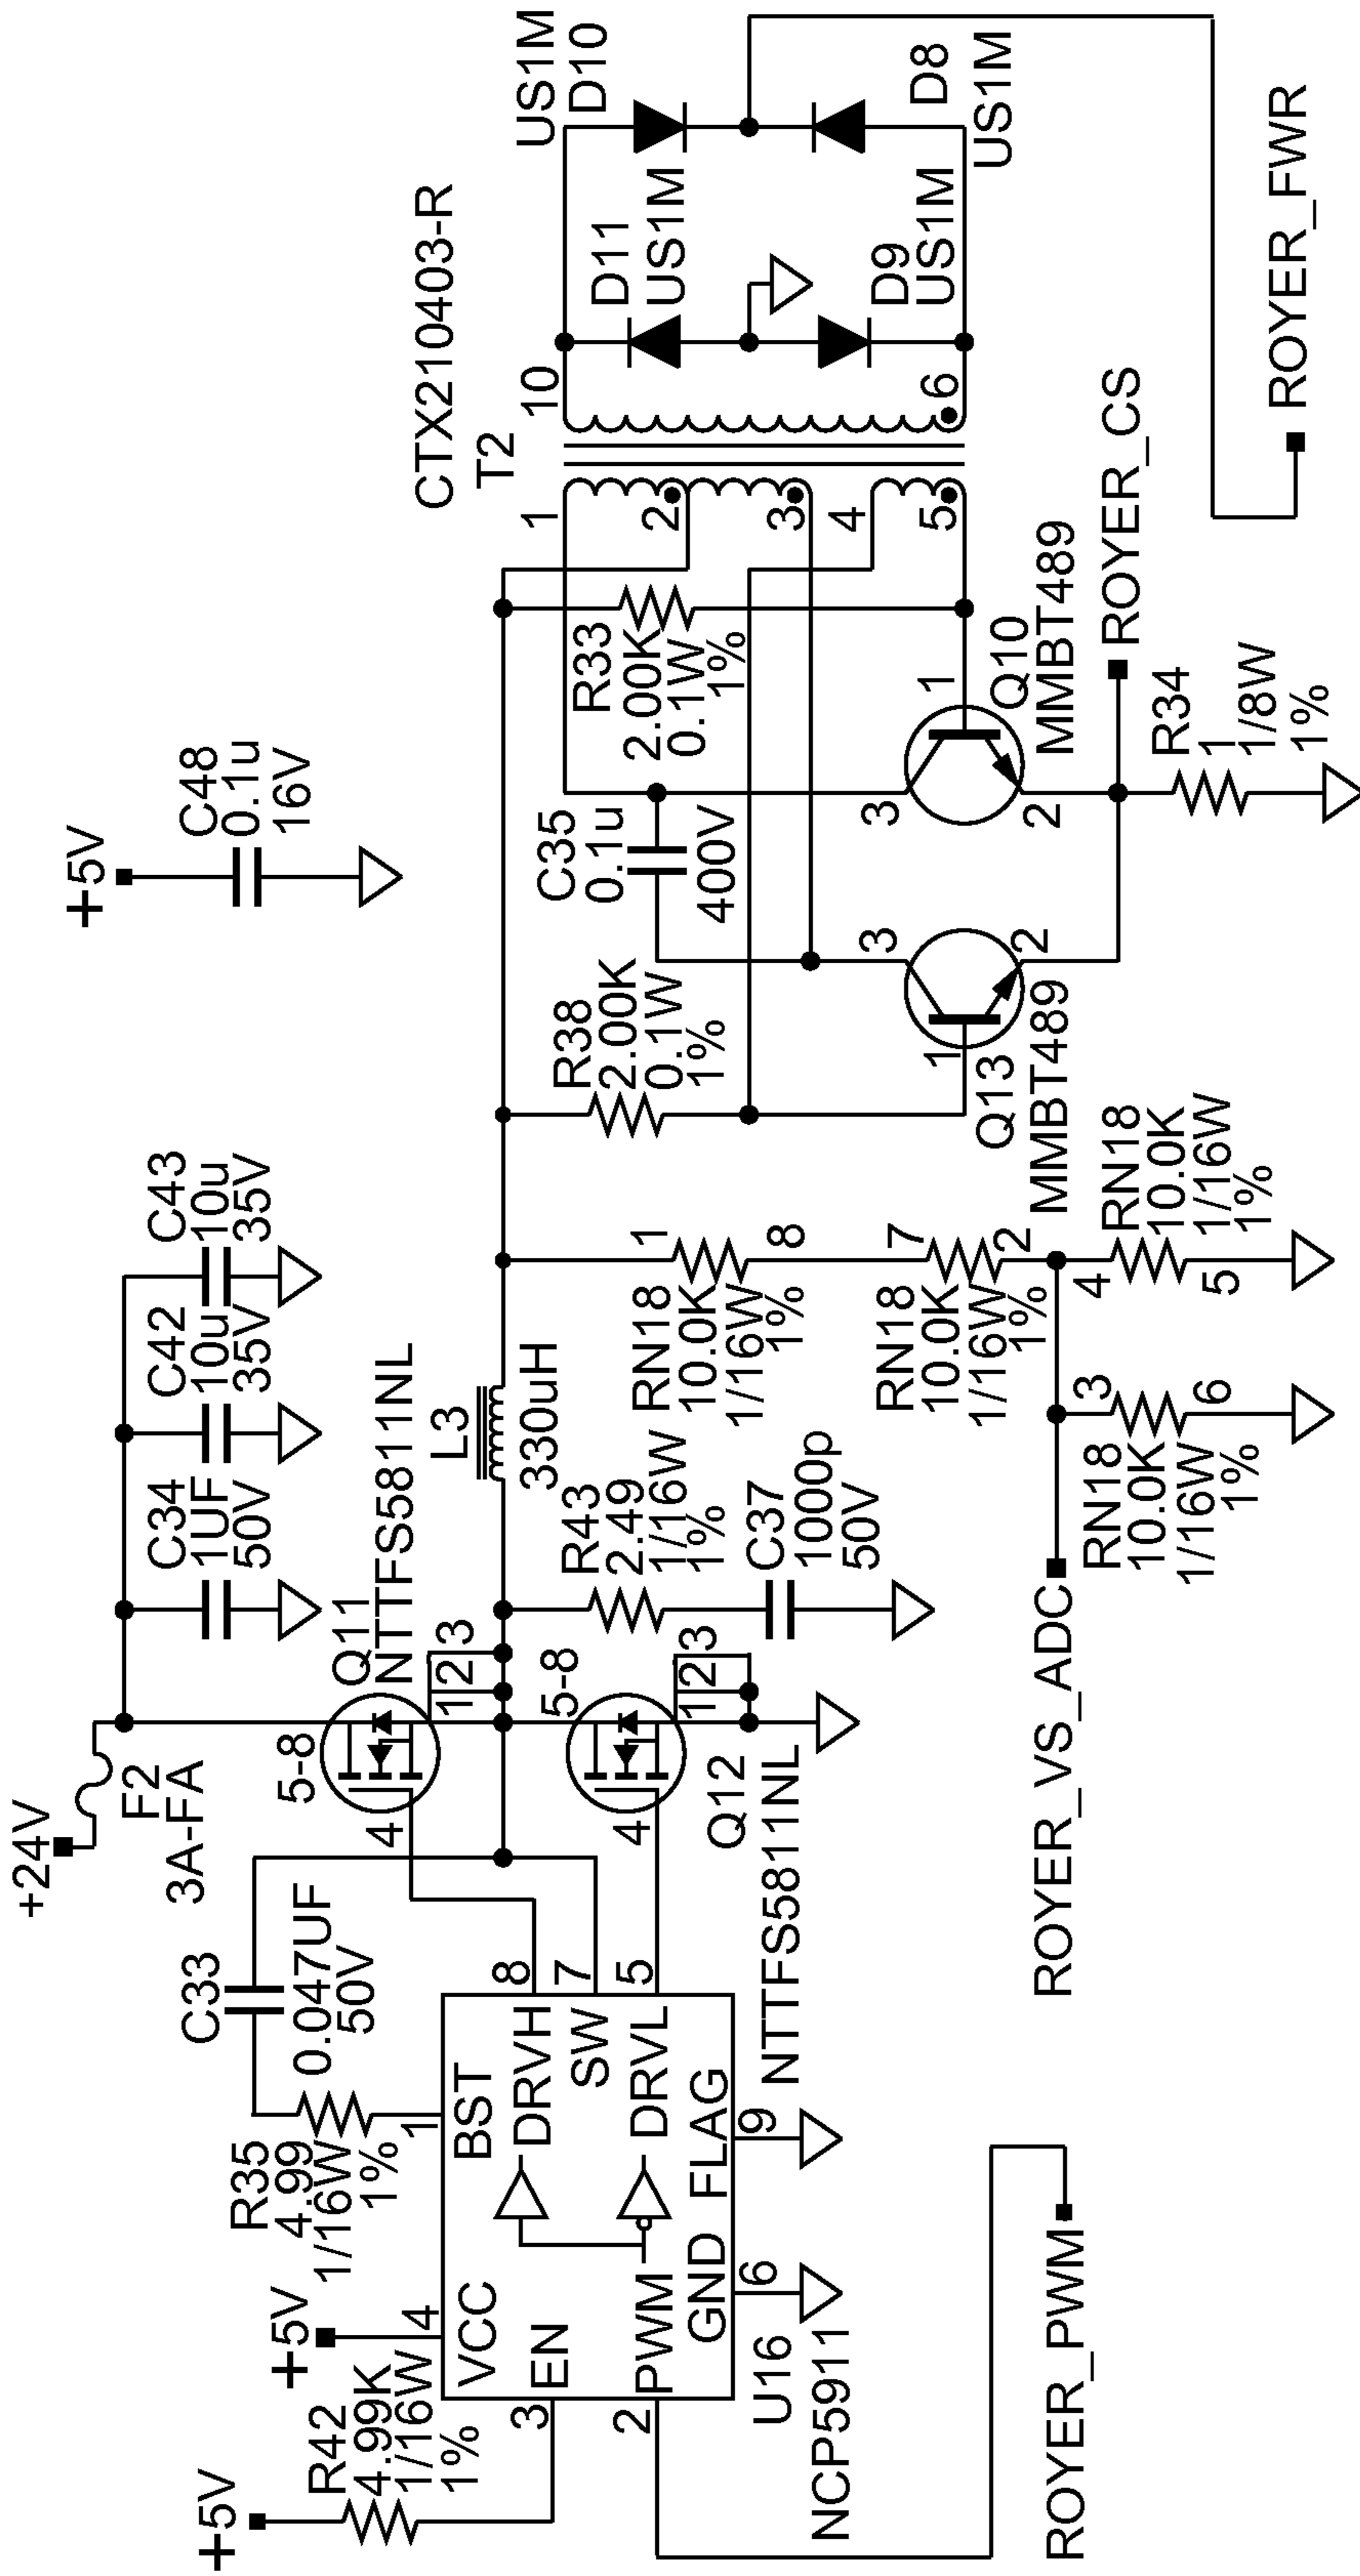 +5V
R42
4.99K
1/16W
1%
+5V
4
VCC
3
EN
2
PWM
GND
6
FLAG
9
U16
NCP5911
ROYER_PWM
R35
4.99
1/16W
1%
1
BST
DRVH
8
SW
7
DRVL
5
C33
0.047UF
50V
+24V
F2
3A-FA
5-8
4
Q11
NTTFS5811NL
1
2
3
5-8
4
1
2
3
Q12
NTTFS5811NL
C34
1UF
50V
C42
10u
35V
C43
10u
35V
R43
2.49
1/16W
1%
C37
1000p
50V
L3
330uH
RN18
10.0K
1/16W
1%
1
8
RN18
10.0K
1/16W
1%
7
2
ROYER_VS_ADC
RN18
10.0K
1/16W
1%
3
6
RN18
10.0K
1/16W
1%
4
5
+5V
C48
0.1u
16V
R38
2.00K
0.1W
1%
Q13
MMBT489
1
3
2
C35
0.1u
400V
R33
2.00K
0.1W
1%
Q10
MMBT489
1
3
2
ROYER_CS
R34
1
1/8W
1%
CTX210403-R
T2
1
2
3
4
5
10
6
D11
US1M
D9
US1M
US1M
D10
D8
US1M
ROYER_FWR